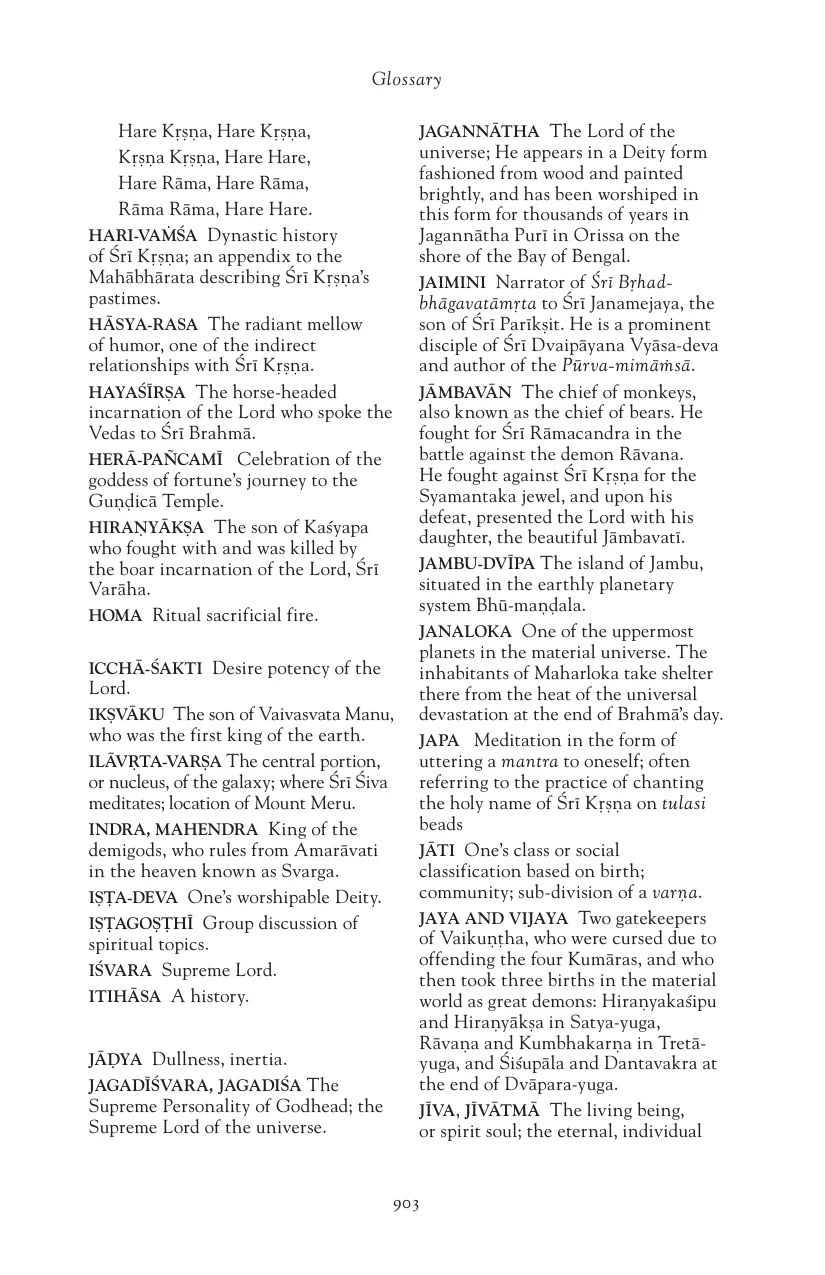 Glossary
Hare Kṛṣṇa, Hare Kṛṣṇa,
Kṛṣṇa Kṛṣṇa, Hare Hare,
Hare Rāma, Hare Rāma,
Rāma Rāma, Hare Hare.
HARI-VAṀŚA Dynastic history
of Śrī Kṛṣṇa; an appendix to the
Mahābhārata describing Śrī Kṛṣṇa's
pastimes.
HĀSYA-RASA The radiant mellow
of humor, one of the indirect
relationships with Śrī Kṛṣṇa.
HAYAŚĪRṢA The horse-headed
incarnation of the Lord who spoke the
Vedas to Śrī Brahmā.
HERĀ-PAÑCAMĪ Celebration of the
goddess of fortune's journey to the
Guṇḍicā Temple.
HIRAṆYĀKṢA The son of Kaśyapa
who fought with and was killed by
the boar incarnation of the Lord, Śrī
Varāha.
HOMA Ritual sacrificial fire.
ICCHĀ-ŚAKTI Desire potency of the
Lord.
IKṢVĀKU The son of Vaivasvata Manu,
who was the first king of the earth.
ILĀVṚTA-VARṢA The central portion,
or nucleus, of the galaxy; where Śrī Śiva
meditates; location of Mount Meru.
INDRA, MAHENDRA King of the
demigods, who rules from Amarāvati
in the heaven known as Svarga.
IṢṬA-DEVA One's worshipable Deity.
IṢṬAGOṢṬHĪ Group discussion of
spiritual topics.
IŚVARA Supreme Lord.
ITIHĀSA A history.
JĀḌYA Dullness, inertia.
JAGADĪŚVARA, JAGADIŚA The
Supreme Personality of Godhead; the
Supreme Lord of the universe.
JAGANNĀTHA The Lord of the
universe; He appears in a Deity form
fashioned from wood and painted
brightly, and has been worshiped in
this form for thousands of years in
Jagannātha Purī in Orissa on the
shore of the Bay of Bengal.
JAIMINI Narrator of Śrī Bṛhad-
bhāgavatāmṛta to Śrī Janamejaya, the
son of Śrī Parīkṣit. He is a prominent
disciple of Śrī Dvaipāyana Vyāsa-deva
and author of the Pūrva-mimāṁsā.
JĀMBAVĀN The chief of monkeys,
also known as the chief of bears. He
fought for Śrī Rāmacandra in the
battle against the demon Rāvana.
He fought against Śrī Kṛṣṇa for the
Syamantaka jewel, and upon his
defeat, presented the Lord with his
daughter, the beautiful Jāmbavatī.
JAMBU-DVĪPA The island of Jambu,
situated in the earthly planetary
system Bhū-maṇḍala.
JANALOKA One of the uppermost
planets in the material universe. The
inhabitants of Maharloka take shelter
there from the heat of the universal
devastation at the end of Brahmā's day.
JAPA Meditation in the form of
uttering a mantra to oneself; often
referring to the practice of chanting
the holy name of Śrī Kṛṣṇa on tulasi
beads
JĀTI One's class or social
classification based on birth;
community; sub-division of a varṇa.
JAYA AND VIJAYA Two gatekeepers
of Vaikuṇṭha, who were cursed due to
offending the four Kumāras, and who
then took three births in the material
world as great demons: Hiraṇyakaśipu
and Hiraṇyākṣa in Satya-yuga,
Rāvaṇa and Kumbhakarṇa in Tretā-
yuga, and Śiśupāla and Dantavakra at
the end of Dvāpara-yuga.
JĪVA, JĪVĀTMĀ The living being,
or spirit soul; the eternal, individual
903